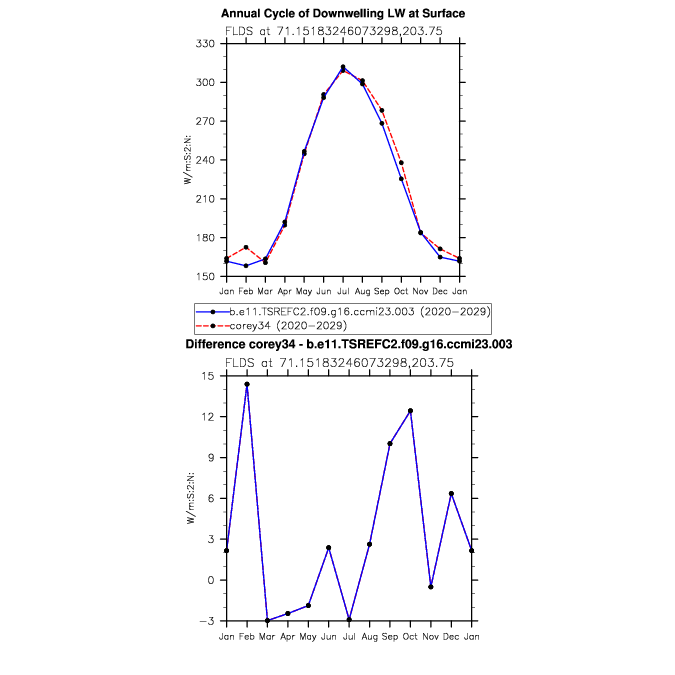 Annual Cycle of Downwelling LW at Surface
FLDS at 71.15183246073298,203.75
330
300
270
240
210
180
150
W/m:S:2:N:
Jan Feb Mar Apr May Jun Jul Aug Sep Oct Nov Dec Jan
b.e11.TSREFC2.f09.g16.ccmi23.003 (2020-2029)
corey34 (2020-2029)
Difference corey34 - b.e11.TSREFC2.f09.g16.ccmi23.003
FLDS at 71.15183246073298,203.75
15
12
9
6
3
0
-3
W/m:S:2:N:
Jan Feb Mar Apr May Jun Jul Aug Sep Oct Nov Dec Jan